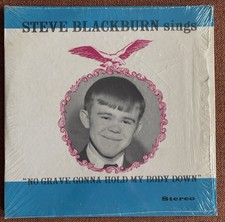 STEVE BLACKBURN sings
"NO GRAVE GONNA HOLD MY BODY DOWN"
Stereo